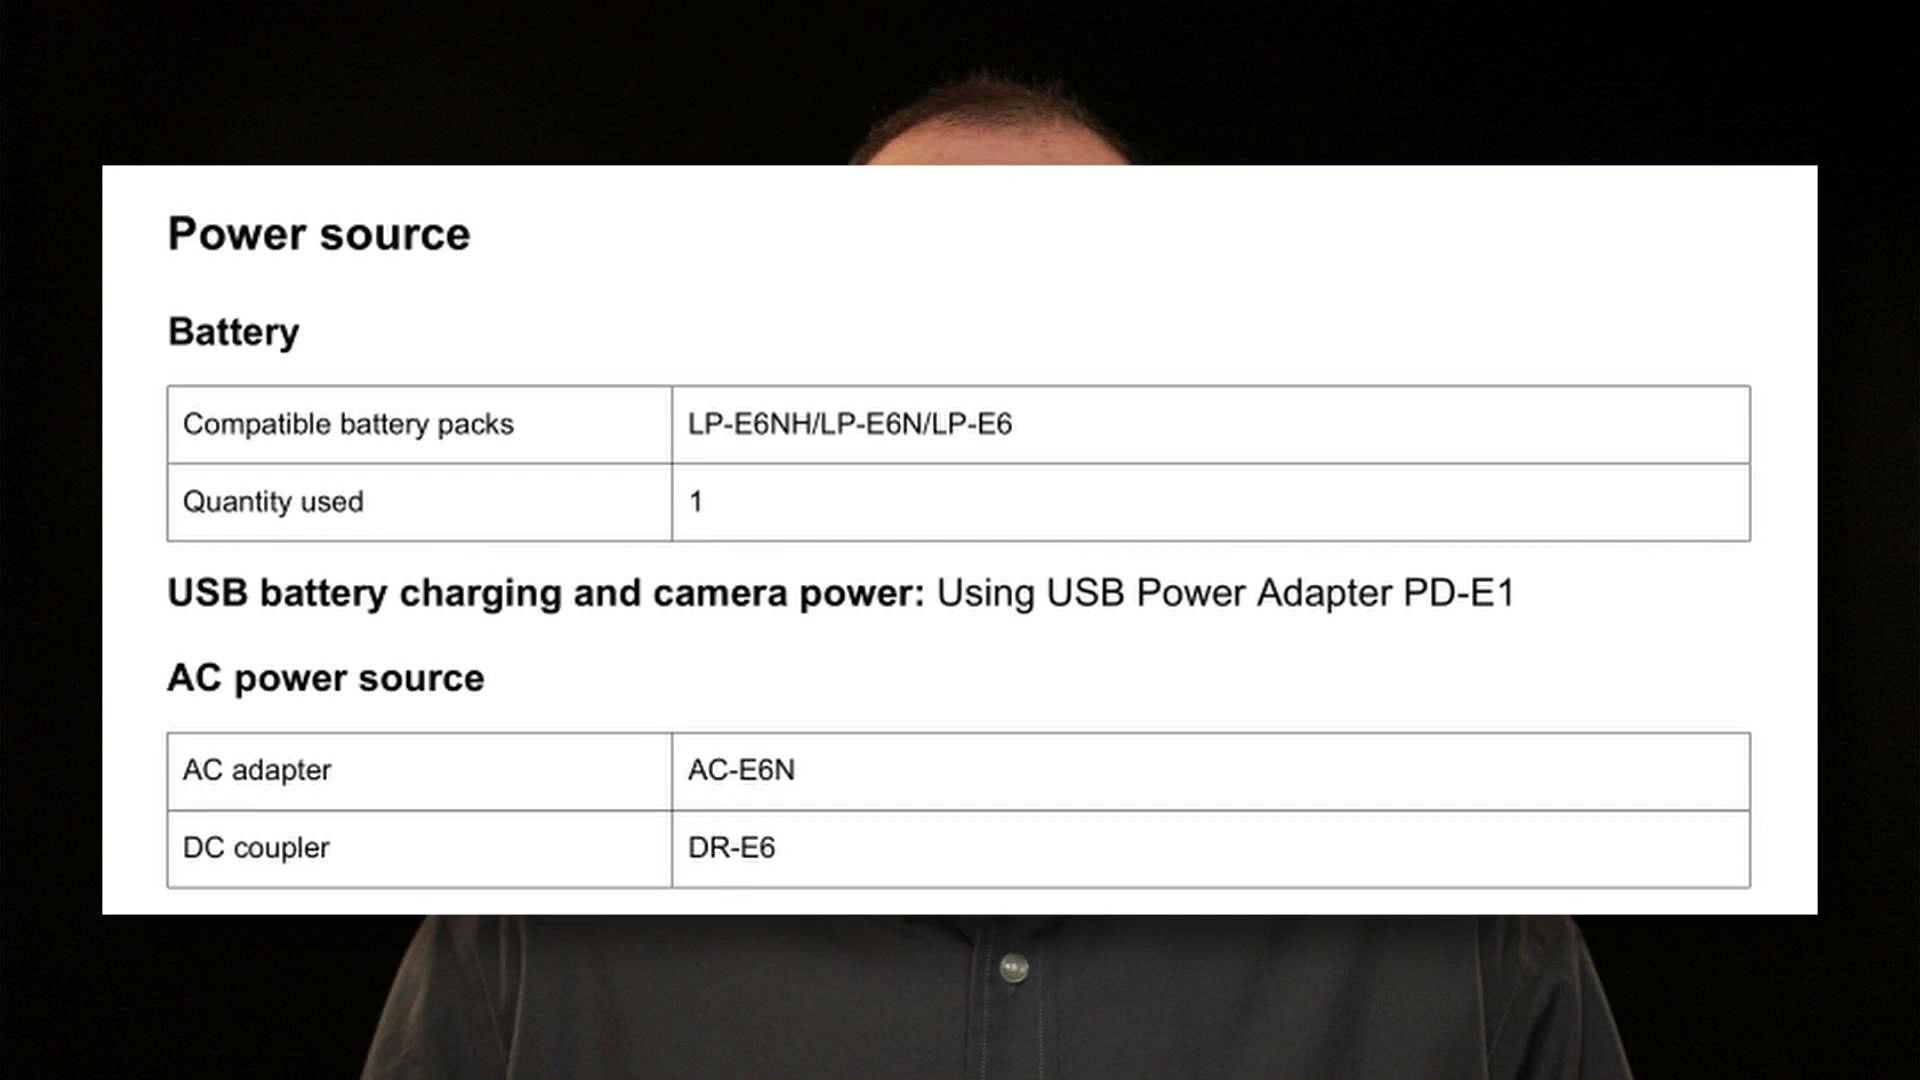 Power source
Battery
Compatible battery packs LP-E6NH/LP-E6N/LP-E6
Quantity used 1
USB battery charging and camera power: Using USB Power Adapter PD-E1
AC power source
AC adapter AC-E6N
DC coupler DR-E6